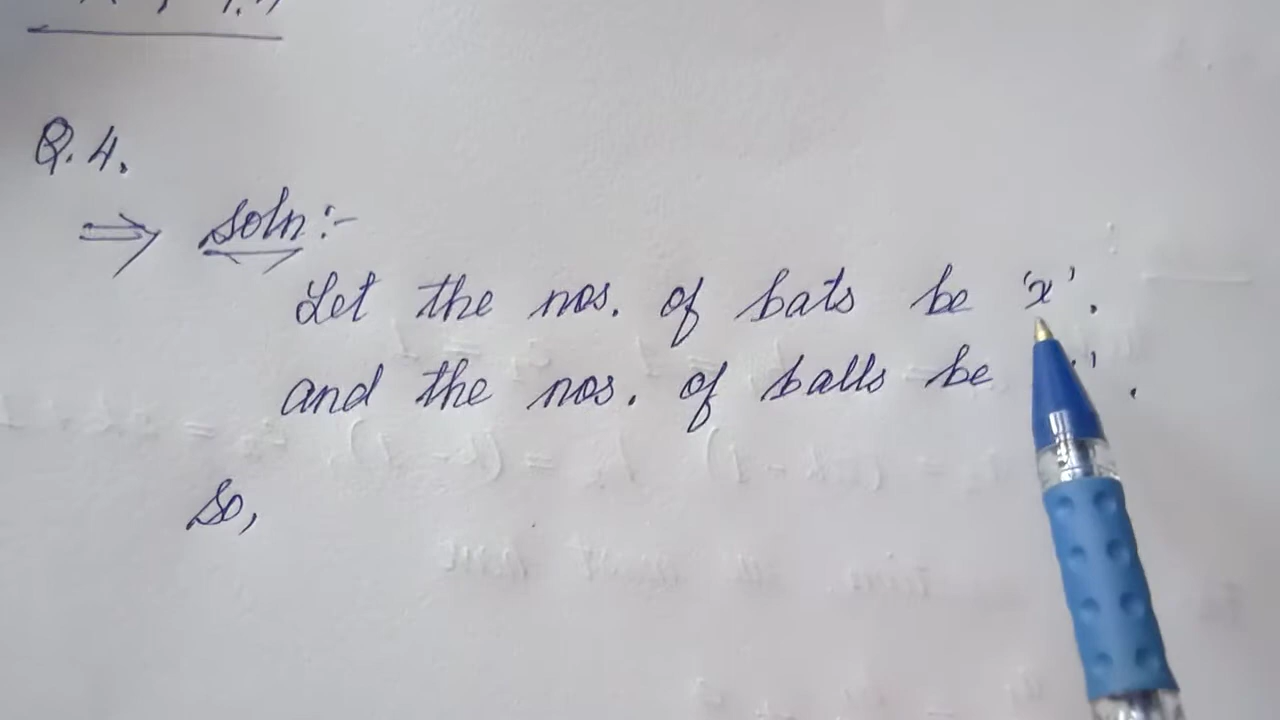 Q.4.
⇒ Soln:-
Let the nos. of bats be 'x'.
and the nos. of balls be
So,